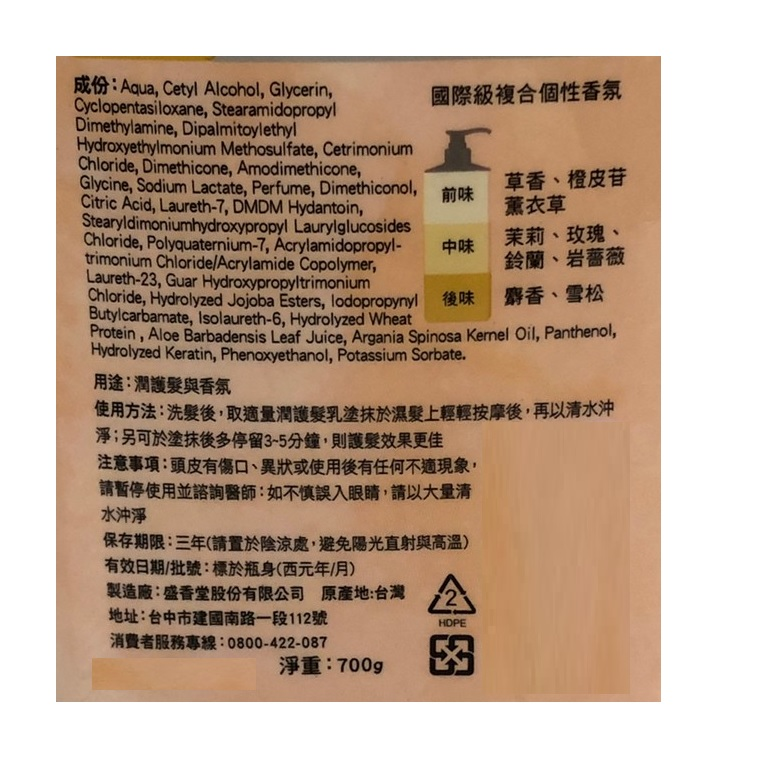 成份：Aqua, Cetyl Alcohol, Glycerin,
Cyclopentasiloxane, Stearamidopropyl
Dimethylamine, Dipalmitoylethyl
Hydroxyethylmonium Methosulfate, Cetrimonium
Chloride, Dimethicone, Amodimethicone,
Glycine, Sodium Lactate, Perfume, Dimethiconol,
Citric Acid, Laureth-7, DMDM Hydantoin,
Stearyldimoniumhydroxypropyl Laurylglucosides
Chloride, Polyquaternium-7, Acrylamidopropyl-
trimonium Chloride/Acrylamide Copolymer,
Laureth-23, Guar Hydroxypropyltrimonium
Chloride, Hydrolyzed Jojoba Esters, Iodopropynyl
Butylcarbamate, Isolaureth-6, Hydrolyzed Wheat
Protein , Aloe Barbadensis Leaf Juice, Argania Spinosa Kernel Oil, Panthenol,
Hydrolyzed Keratin, Phenoxyethanol, Potassium Sorbate.
國際級複合個性香氛
前味
草香、橙皮苷
薰衣草
中味
茉莉、玫瑰、
鈴蘭、岩薔薇
後味
麝香、雪松
用途：潤護髮與香氛
使用方法：洗髮後，取適量潤護髮乳塗抹於濕髮上輕輕按摩後，再以清水沖
淨；另可於塗抹後多停留3~5分鐘，則護髮效果更佳
注意事項：頭皮有傷口、異狀或使用後有任何不適現象，
請暫停使用並諮詢醫師：如不慎誤入眼睛，請以大量清
水沖淨
保存期限：三年(請置於陰涼處，避免陽光直射與高溫)
有效日期/批號：標於瓶身(西元年/月)
製造廠：盛香堂股份有限公司 原產地:台灣
地址：台中市建國南路一段112號
消費者服務專線：0800-422-087
淨重：700g
2
HDPE